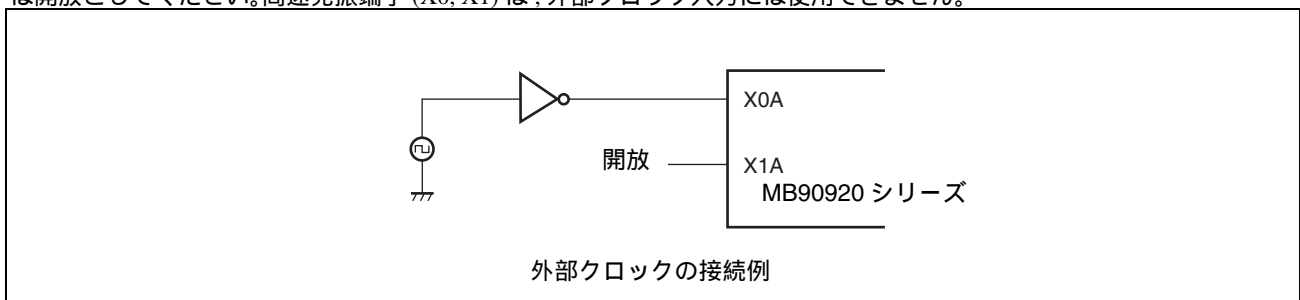 は開放としてください。高速発振端子 (X0, X1) は , 外部クロック入力には使用できません。
X0A
開放
X1A
MB90920 シリーズ
外部クロックの接続例